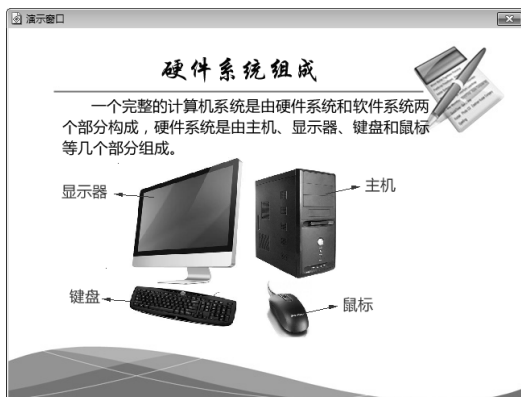 演示窗口
硬件系统组成
一个完整的计算机系统是由硬件系统和软件系统两
个部分构成，硬件系统是由主机、显示器、键盘和鼠标
等几个部分组成。
显示器
主机
键盘
鼠标